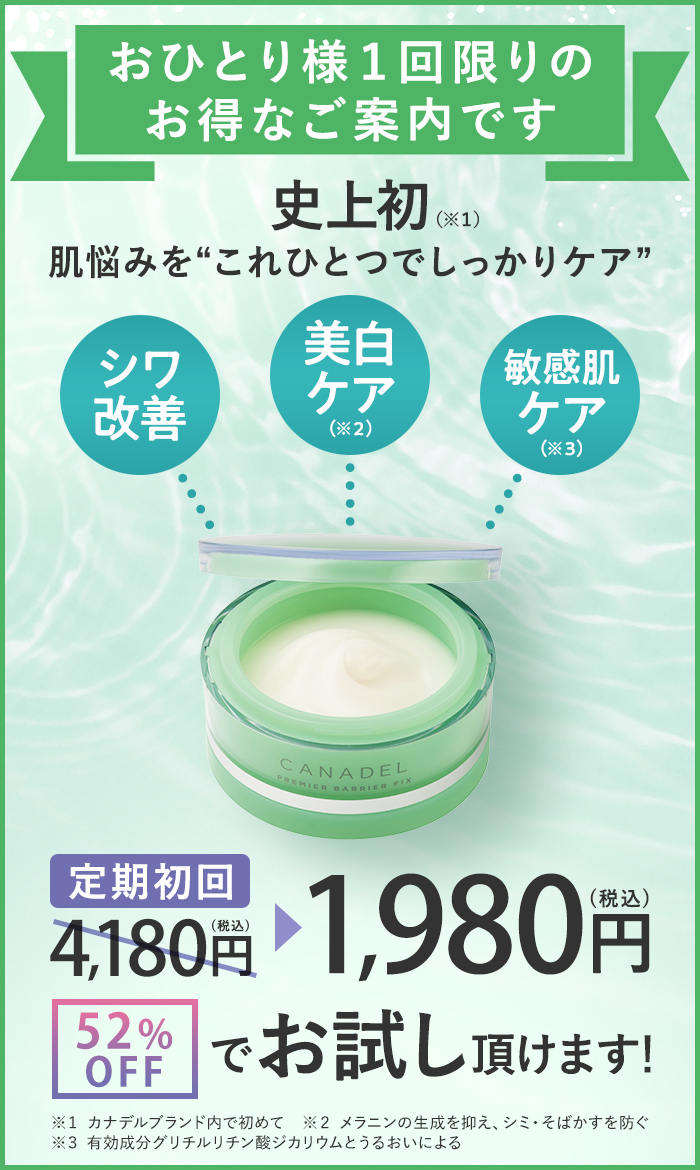 おひとり様1回限りの
お得なご案内です
史上初(※1)
肌悩みを“これひとつでしっかりケア”
シワ
改善
美白
ケア
(※2)
敏感肌
ケア
(※3)
CANADEL
PREMIER BARRIER FIX
定期初回
4,180円(税込)
1,980円(税込)
52%
OFF
でお試し頂けます!
※1 カナデルブランド内で初めて ※2 メラニンの生成を抑え、シミ・そばかすを防ぐ
※3 有効成分グリチルリチン酸ジカリウムとうるおいによる